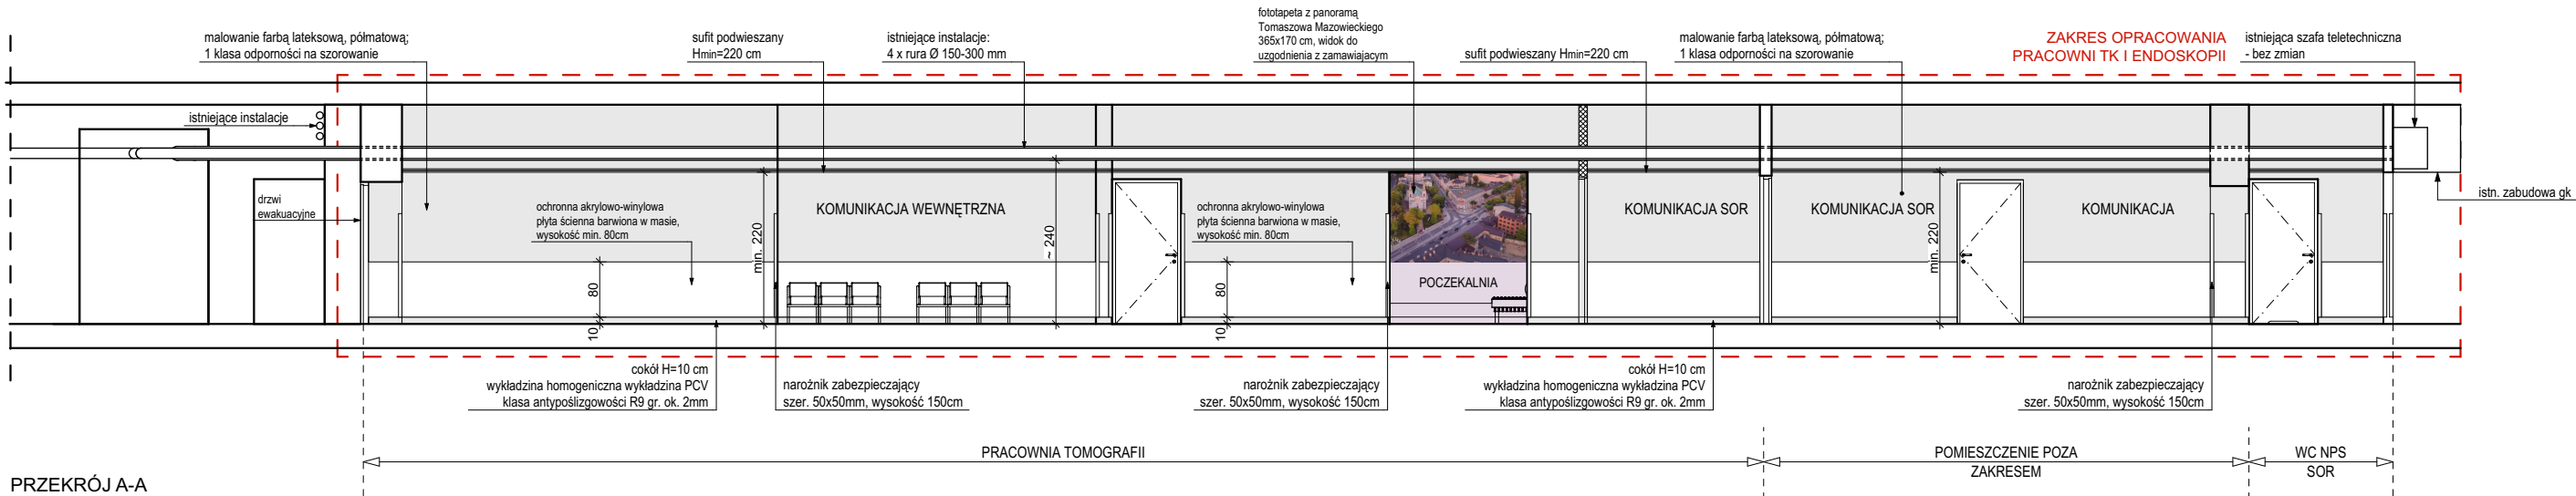 malowanie farbą lateksową, półmatową;
1 klasa odporności na szorowanie
sufit podwieszany
Hmin=220 cm
istniejące instalacje:
4 x rura Ø 150-300 mm
fototapeta z panoramą
Tomaszowa Mazowieckiego
365x170 cm, widok do
uzgodnienia z zamawiającym
sufit podwieszany Hmin=220 cm
malowanie farbą lateksową, półmatową;
1 klasa odporności na szorowanie
ZAKRES OPRACOWANIA
PRACOWNI TK I ENDOSKOPII
istniejąca szafa teletechniczna
- bez zmian
istniejące instalacje
drzwi
ewakuacyjne
ochronna akrylowo-winylowa
płyta ścienna barwiona w masie,
wysokość min. 80cm
KOMUNIKACJA WEWNĘTRZNA
ochronna akrylowo-winylowa
płyta ścienna barwiona w masie,
wysokość min. 80cm
KOMUNIKACJA SOR
KOMUNIKACJA SOR
KOMUNIKACJA
istn. zabudowa gk
min. 220
~ 240
min. 220
80
10
80
10
POCZEKALNIA
cokół H=10 cm
wykładzina homogeniczna wykładzina PCV
klasa antypoślizgowości R9 gr. ok. 2mm
narożnik zabezpieczający
szer. 50x50mm, wysokość 150cm
narożnik zabezpieczający
szer. 50x50mm, wysokość 150cm
cokół H=10 cm
wykładzina homogeniczna wykładzina PCV
klasa antypoślizgowości R9 gr. ok. 2mm
narożnik zabezpieczający
szer. 50x50mm, wysokość 150cm
PRACOWNIA TOMOGRAFII
POMIESZCZENIE POZA
ZAKRESEM
WC NPS
SOR
PRZEKRÓJ A-A